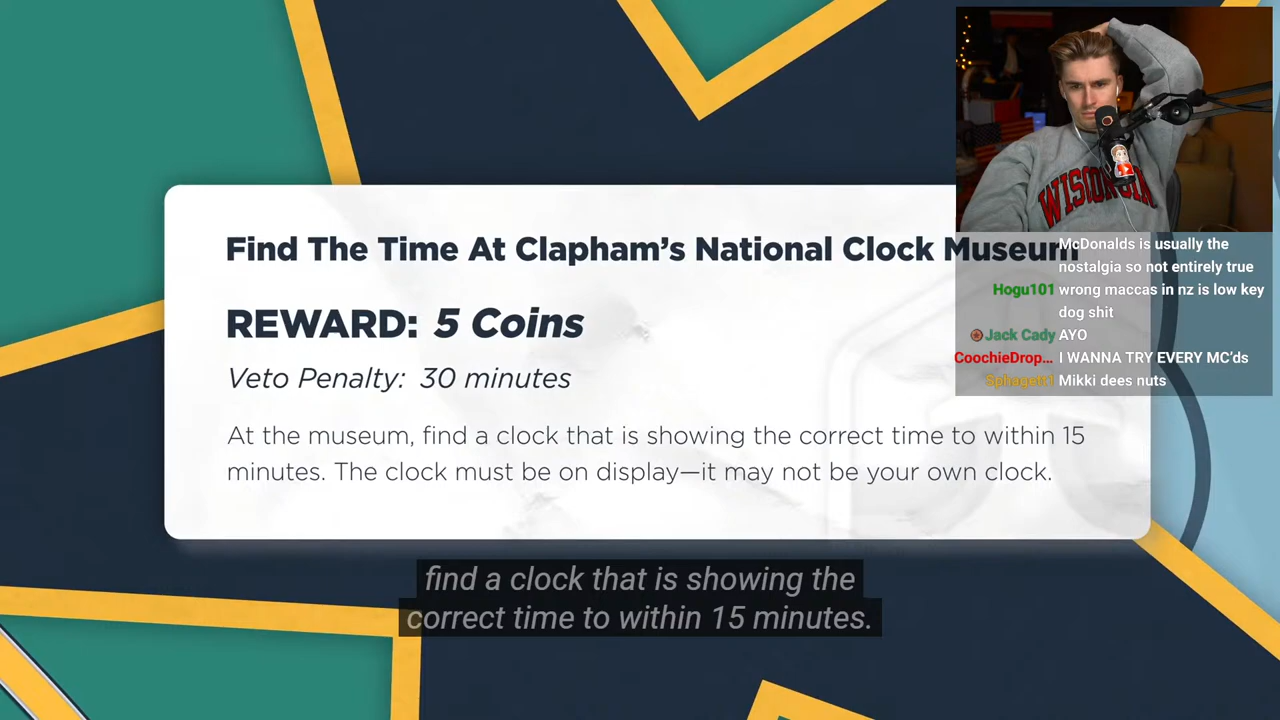 Find The Time At Clapham's National Clock Museum
REWARD: 5 Coins
Veto Penalty: 30 minutes
At the museum, find a clock that is showing the correct time to within 15
minutes. The clock must be on display—it may not be your own clock.
find a clock that is showing the
correct time to within 15 minutes.
WISCONSIN
McDonalds is usually the
nostalgia so not entirely true
Hogu101 wrong maccas in nz is low key
dog shit
Jack Cady AYO
CoochieDrop... I WANNA TRY EVERY MC'ds
Mikki dees nuts